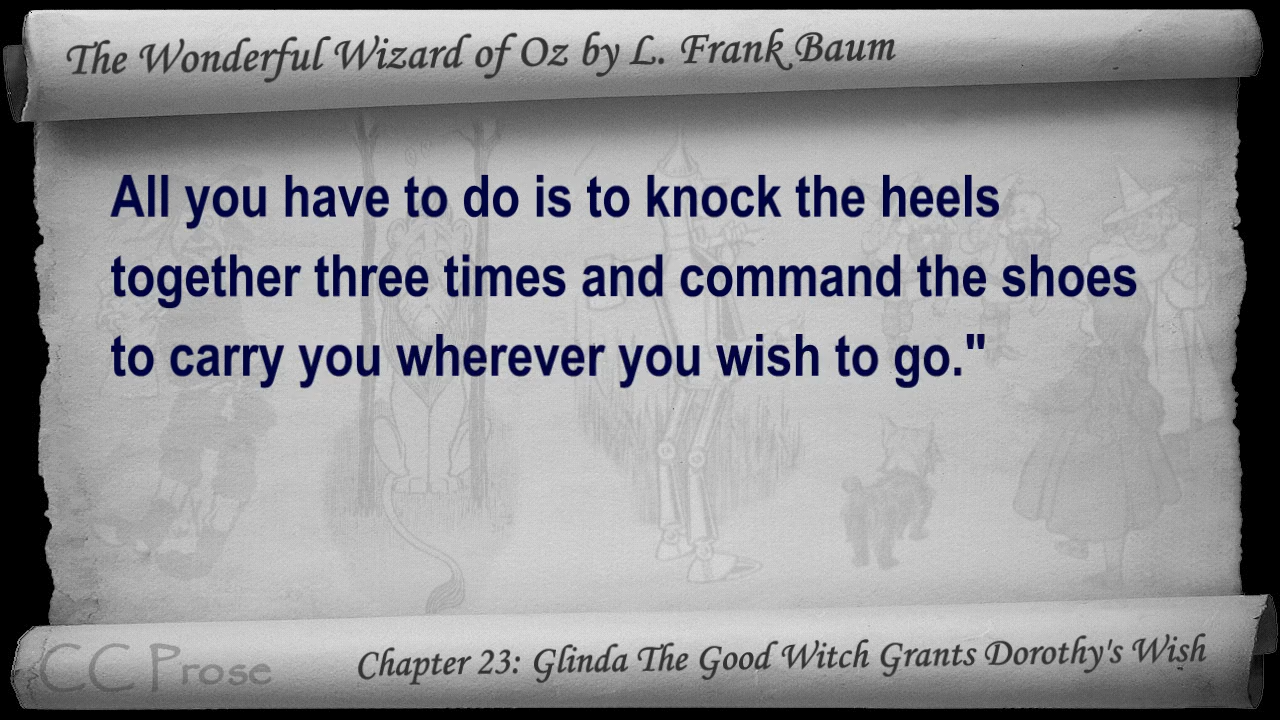 The Wonderful Wizard of Oz by L. Frank Baum
All you have to do is to knock the heels
together three times and command the shoes
to carry you wherever you wish to go."
CC Prose
Chapter 23: Glinda The Good Witch Grants Dorothy's Wish